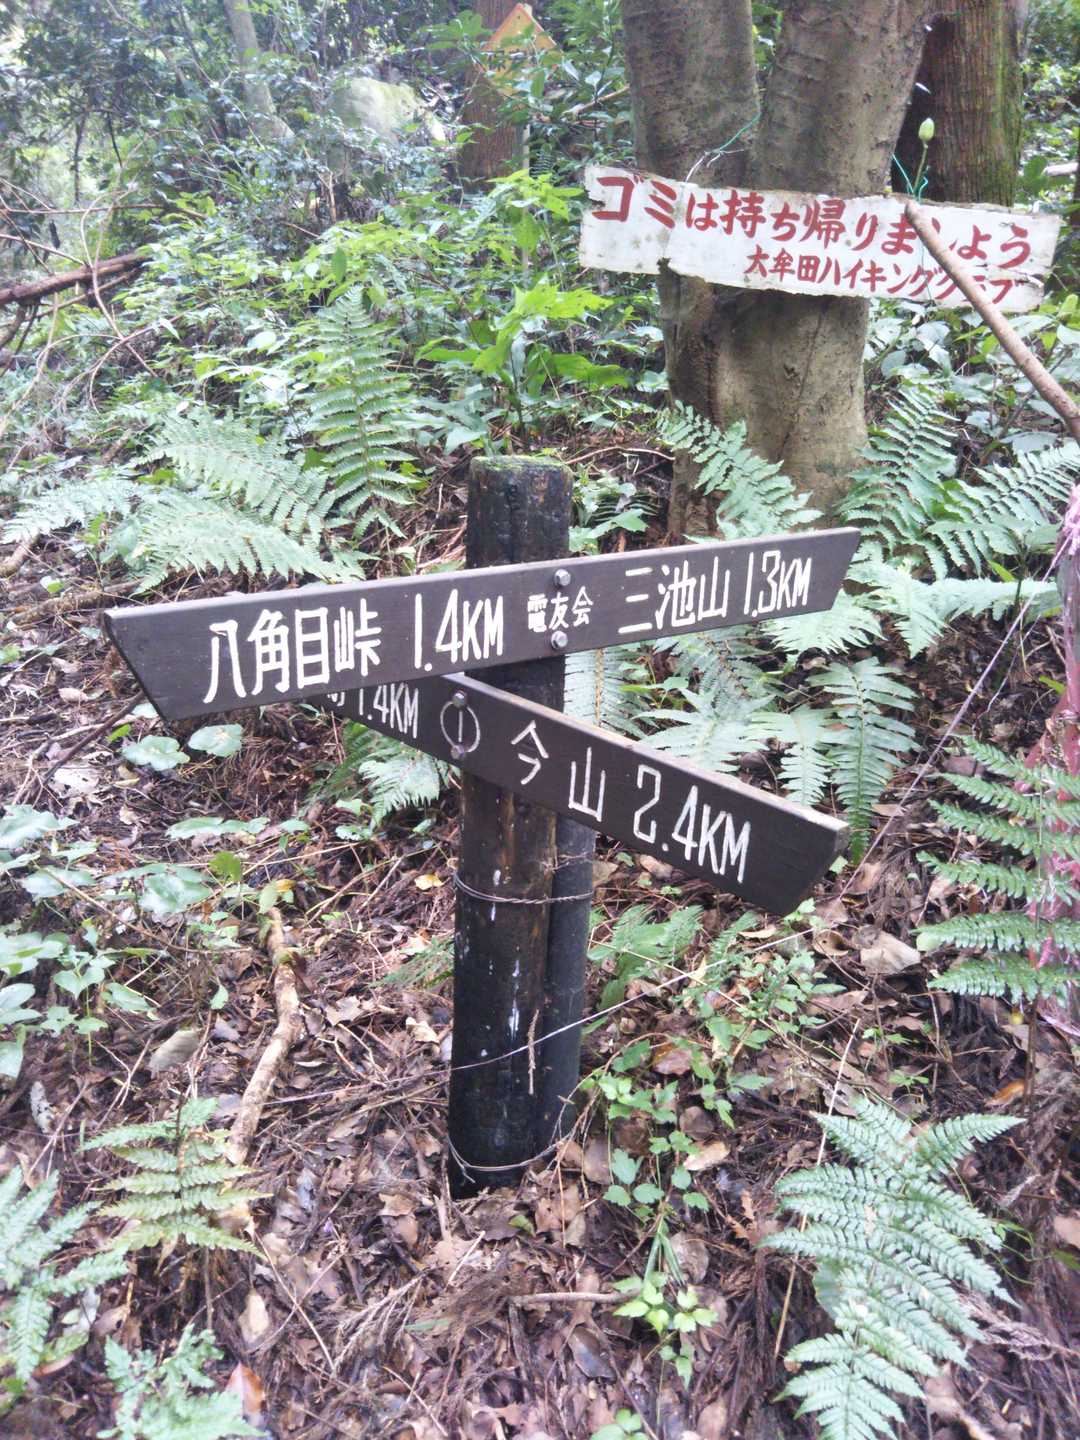 ゴミは持ち帰りましょう
大牟田ハイキングクラブ
八角目峠 1.4KM 電友会 三池山 1.3KM
1.4KM ① 今山 2.4KM